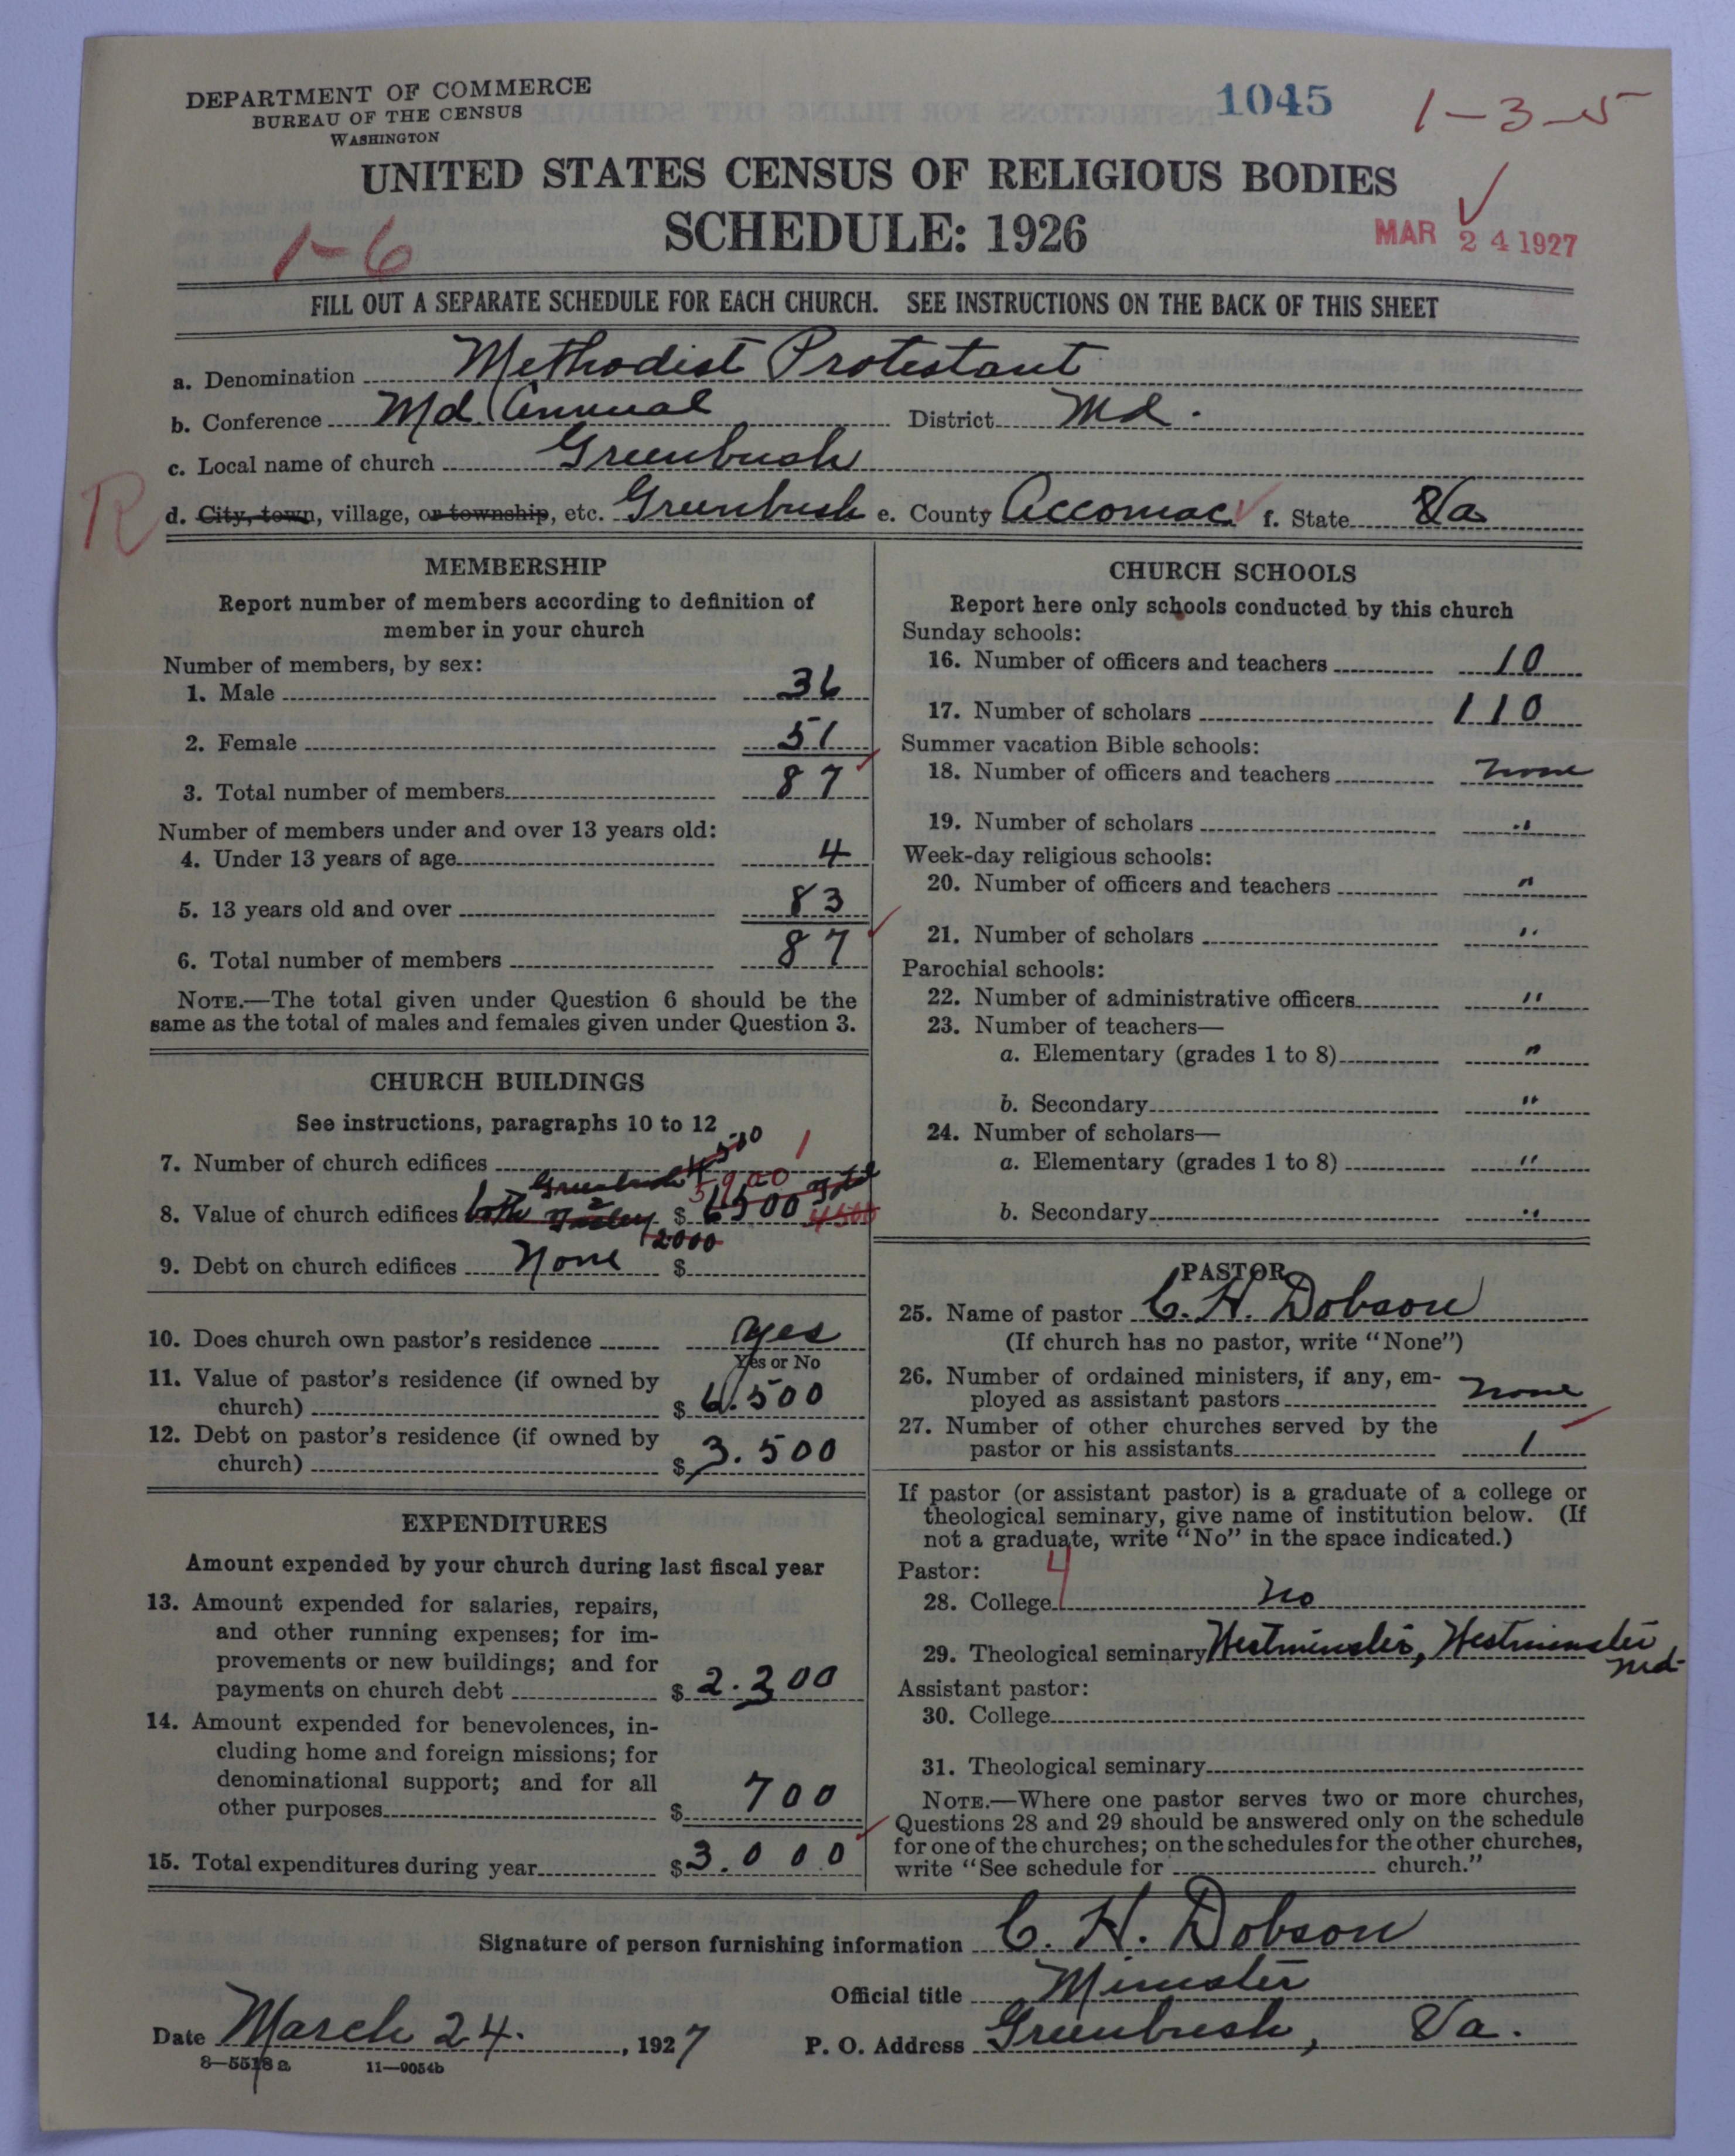 DEPARTMENT OF COMMERCE
BUREAU OF THE CENSUS
WASHINGTON
1045
1-3-5
UNITED STATES CENSUS OF RELIGIOUS BODIES
SCHEDULE: 1926
1-6
MAR 24 1927
FILL OUT A SEPARATE SCHEDULE FOR EACH CHURCH. SEE INSTRUCTIONS ON THE BACK OF THIS SHEET
a. Denomination Methodist Protestant
b. Conference Md. Annual District Md.
c. Local name of church Greenbush
R
d. City, town, village, or township, etc. Greenbush e. County Accomac f. State Va
MEMBERSHIP
Report number of members according to definition of
member in your church
Number of members, by sex:
1. Male 36
2. Female 51
3. Total number of members 87
Number of members under and over 13 years old:
4. Under 13 years of age 4
5. 13 years old and over 83
6. Total number of members 87
NOTE.—The total given under Question 6 should be the
same as the total of males and females given under Question 3.
CHURCH BUILDINGS
See instructions, paragraphs 10 to 12
7. Number of church edifices 1
Greenbush 4500
8. Value of church edifices both 2 Tasley $ 6500 Total 4500
2000
9. Debt on church edifices None $
10. Does church own pastor's residence yes
Yes or No
11. Value of pastor's residence (if owned by
church) $ 6.500
12. Debt on pastor's residence (if owned by
church) $ 3.500
EXPENDITURES
Amount expended by your church during last fiscal year
13. Amount expended for salaries, repairs,
and other running expenses; for im-
provements or new buildings; and for
payments on church debt $ 2.300
14. Amount expended for benevolences, in-
cluding home and foreign missions; for
denominational support; and for all
other purposes $ 700
15. Total expenditures during year $ 3.000
CHURCH SCHOOLS
Report here only schools conducted by this church
Sunday schools:
16. Number of officers and teachers 10
17. Number of scholars 110
Summer vacation Bible schools:
18. Number of officers and teachers none
19. Number of scholars "
Week-day religious schools:
20. Number of officers and teachers "
21. Number of scholars "
Parochial schools:
22. Number of administrative officers "
23. Number of teachers—
a. Elementary (grades 1 to 8) "
b. Secondary "
24. Number of scholars—
a. Elementary (grades 1 to 8) "
b. Secondary "
PASTOR
25. Name of pastor C. H. Dobson
(If church has no pastor, write "None")
26. Number of ordained ministers, if any, em-
ployed as assistant pastors none
27. Number of other churches served by the
pastor or his assistants 1
If pastor (or assistant pastor) is a graduate of a college or
theological seminary, give name of institution below. (If
not a graduate, write "No" in the space indicated.)
Pastor: 4
28. College no
29. Theological seminary Westminster, Westminster
Md.
Assistant pastor:
30. College
31. Theological seminary
NOTE.—Where one pastor serves two or more churches,
Questions 28 and 29 should be answered only on the schedule
for one of the churches; on the schedules for the other churches,
write "See schedule for church."
Signature of person furnishing information C. H. Dobson
Official title Minister
Date March 24. , 1927 P. O. Address Greenbush, Va.
8—5518a 11—9054b